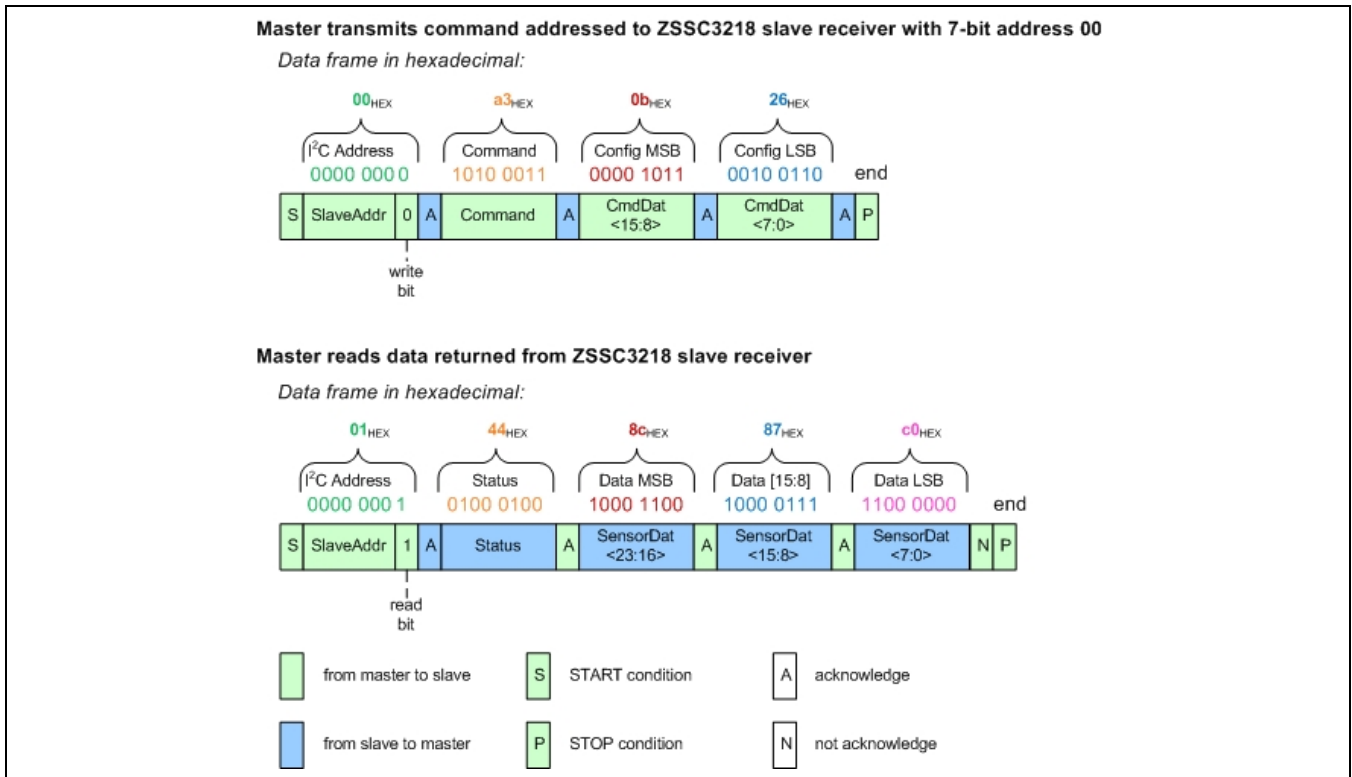 Master transmits command addressed to ZSSC3218 slave receiver with 7-bit address 00
Data frame in hexadecimal:
00HEX a3HEX 0bHEX 26HEX
I2C Address Command Config MSB Config LSB
0000 000 0 1010 0011 0000 1011 0010 0110 end
S SlaveAddr 0 A Command A CmdDat <15:8> A CmdDat <7:0> A P
write
bit
Master reads data returned from ZSSC3218 slave receiver
Data frame in hexadecimal:
01HEX 44HEX 8cHEX 87HEX c0HEX
I2C Address Status Data MSB Data [15:8] Data LSB
0000 000 1 0100 0100 1000 1100 1000 0111 1100 0000 end
S SlaveAddr 1 A Status A SensorDat <23:16> A SensorDat <15:8> A SensorDat <7:0> N P
read
bit
from master to slave S START condition A acknowledge
from slave to master P STOP condition N not acknowledge